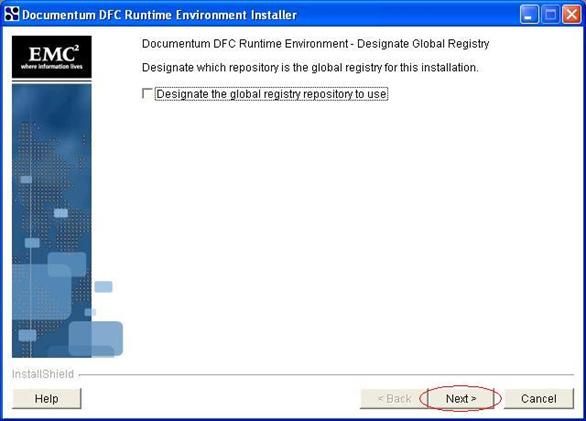 Documentum DFC Runtime Environment Installer
EMC²
where information lives
Documentum DFC Runtime Environment - Designate Global Registry
Designate which repository is the global registry for this installation.
Designate the global registry repository to use
InstallShield
Help
< Back
Next >
Cancel